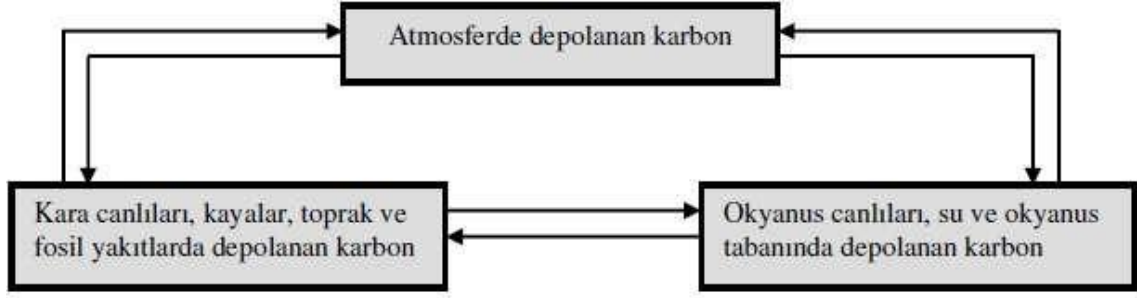 Atmosferde depolanan karbon
Kara canlıları, kayalar, toprak ve
fosil yakıtlarda depolanan karbon
Okyanus canlıları, su ve okyanus
tabanında depolanan karbon